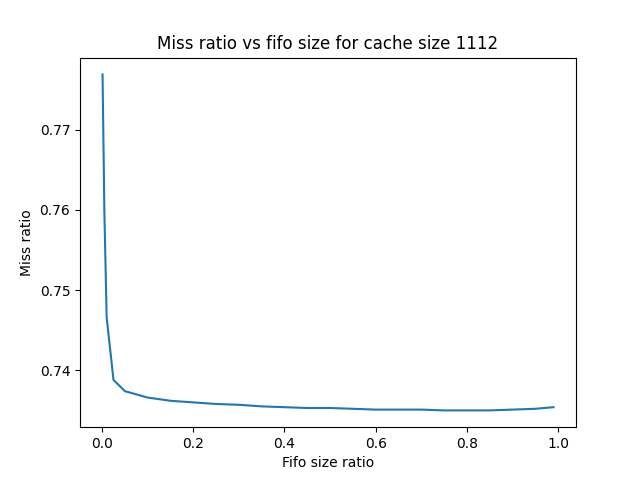 Miss ratio vs fifo size for cache size 1112
0.77
0.76
0.75
0.74
Miss ratio
0.0 0.2 0.4 0.6 0.8 1.0
Fifo size ratio